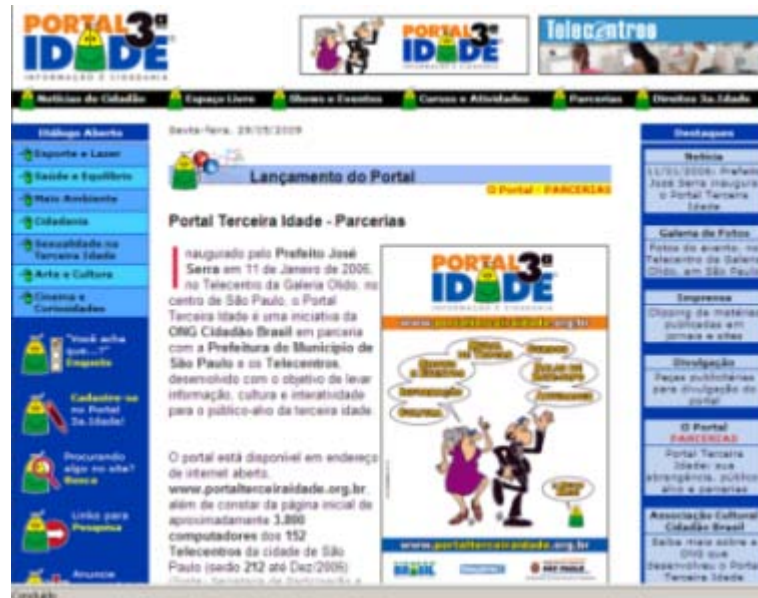 PORTAL 3ª
IDADE
INFORMAÇÃO E CIDADANIA
PORTAL 3ª
IDADE
Telecentros
Notícias do Cidadão
Espaço Livre
Shows e Eventos
Cursos e Atividades
Parcerias
Direitos 3a.Idade
Diálogo Aberto
Esporte e Lazer
Saúde e Equilíbrio
Meio Ambiente
Cidadania
Sexualidade na
Terceira Idade
Arte e Cultura
Cinema e
Curiosidades
"Você acha
que...?"
Enquete
Cadastre-se
no Portal
3a.Idade!
Procurando
algo no site?
Busca
Links para
Pesquisa
Anuncie
Sexta-feira, 29/05/2009
Lançamento do Portal
O Portal - PARCERIAS
Portal Terceira Idade - Parcerias
Inaugurado pelo Prefeito José
Serra em 11 de Janeiro de 2006,
no Telecentro da Galeria Olido, no
centro de São Paulo, o Portal
Terceira Idade é uma iniciativa da
ONG Cidadão Brasil em parceria
com a Prefeitura do Município de
São Paulo e os Telecentros,
desenvolvido com o objetivo de levar
informação, cultura e interatividade
para o público-alvo da terceira idade.
O portal está disponível em endereço
de internet aberto,
www.portalterceiraidade.org.br,
além de constar da página inicial de
aproximadamente 3.800
computadores dos 152
Telecentros da cidade de São
Paulo (serão 212 até Dez/2006)
PORTAL 3ª
IDADE
www.portalterceiraidade.org.br
CURSOS
SHOWS
E EVENTOS
INFORMAÇÃO
ATIVIDADES
CULTURA
www.portalterceiraidade.org.br
BRASIL
SÃO PAULO
Destaques
Notícia
11/01/2006: Prefeito
José Serra inaugura
o Portal Terceira
Idade
Galeria de Fotos
Fotos do evento, no
Telecentro da Galeria
Olido, em São Paulo
Imprensa
Clipping de matérias
publicadas em
jornais e sites
Divulgação
Peças publicitárias
para divulgação do
portal
O Portal
PARCERIAS
Portal Terceira
Idade: sua
abrangência, público
alvo e parcerias
Associação Cultural
Cidadão Brasil
Saiba mais sobre a
ONG que
desenvolveu o Portal
Terceira Idade
Concluído